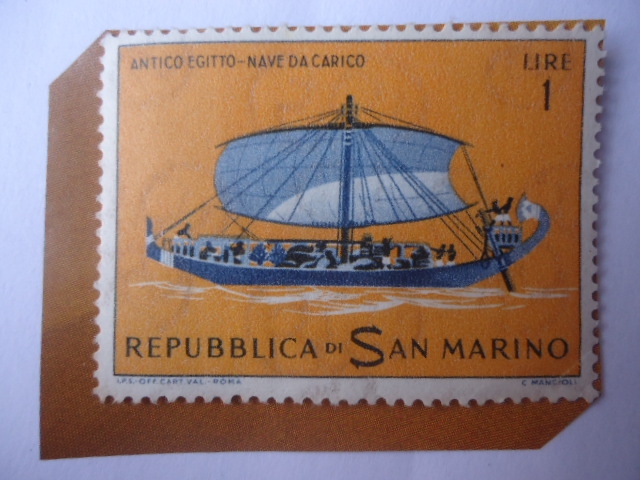 ANTICO EGITTO-NAVE DA CARICO
LIRE
1
REPUBBLICA DI SAN MARINO
I.P.S.-OFF. CART. VAL.-ROMA
C. MANCIOLI